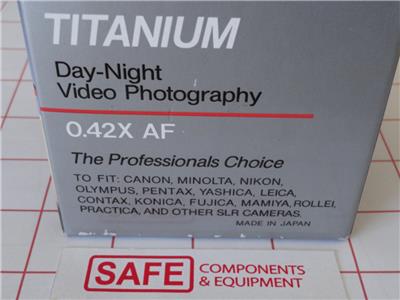 TITANIUM
Day-Night
Video Photography
0.42X AF
The Professionals Choice
TO FIT: CANON, MINOLTA, NIKON,
OLYMPUS, PENTAX, YASHICA, LEICA,
CONTAX, KONICA, FUJICA, MAMIYA, ROLLEI,
PRACTICA, AND OTHER SLR CAMERAS.
MADE IN JAPAN
SAFE COMPONENTS
& EQUIPMENT